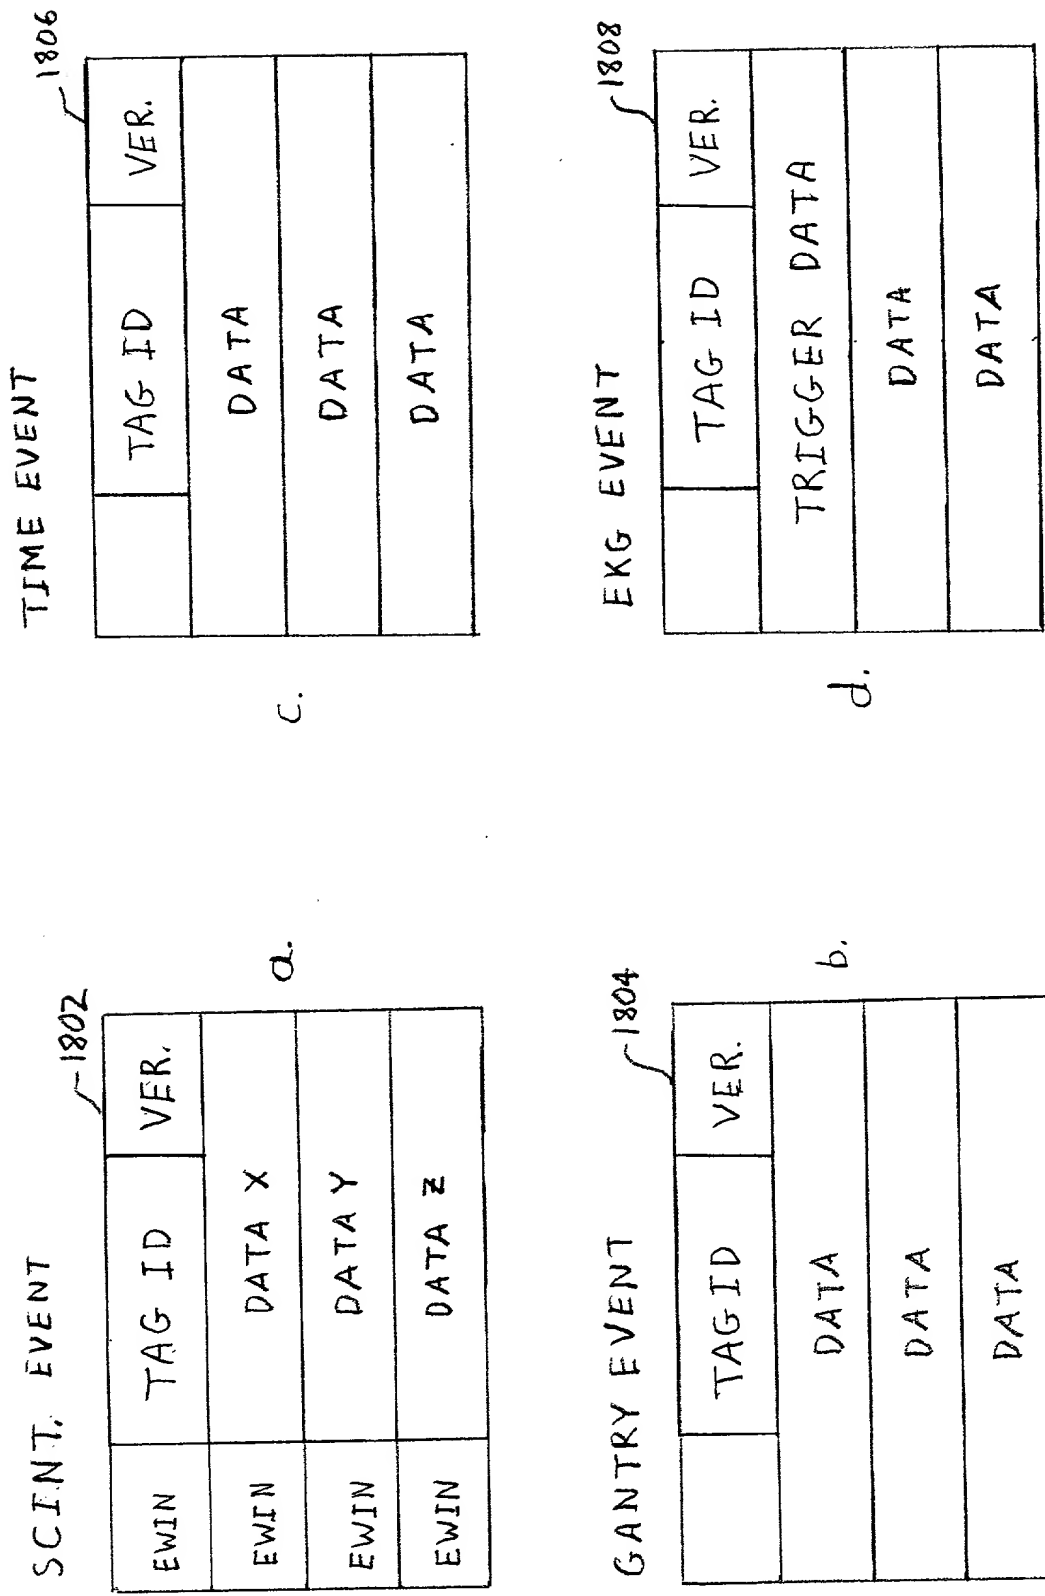 SCINT. EVENT
1802
EWIN TAG ID VER.
EWIN DATA X
EWIN DATA Y
EWIN DATA Z
a.
GANTRY EVENT
1804
TAG ID VER.
DATA
DATA
DATA
b.
TIME EVENT
1806
TAG ID VER.
DATA
DATA
DATA
c.
EKG EVENT
1808
TAG ID VER.
TRIGGER DATA
DATA
DATA
d.